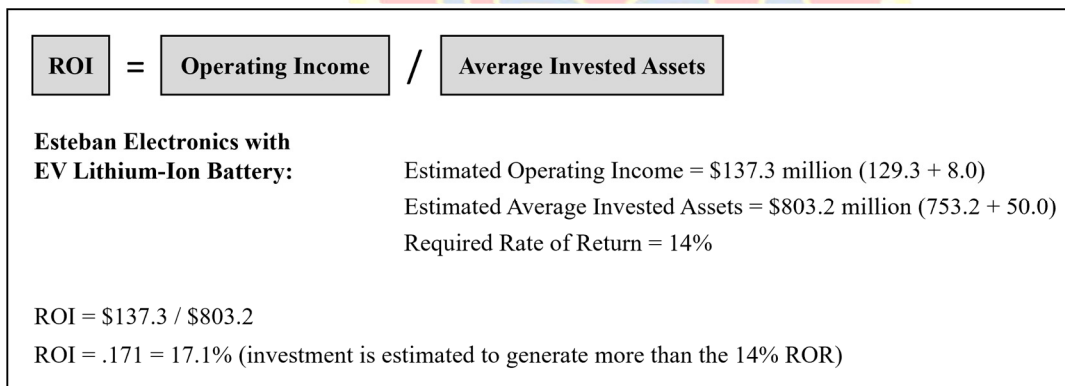 ROI = Operating Income / Average Invested Assets
Esteban Electronics with
EV Lithium-Ion Battery:
Estimated Operating Income = $137.3 million (129.3 + 8.0)
Estimated Average Invested Assets = $803.2 million (753.2 + 50.0)
Required Rate of Return = 14%
ROI = $137.3 / $803.2
ROI = .171 = 17.1% (investment is estimated to generate more than the 14% ROR)